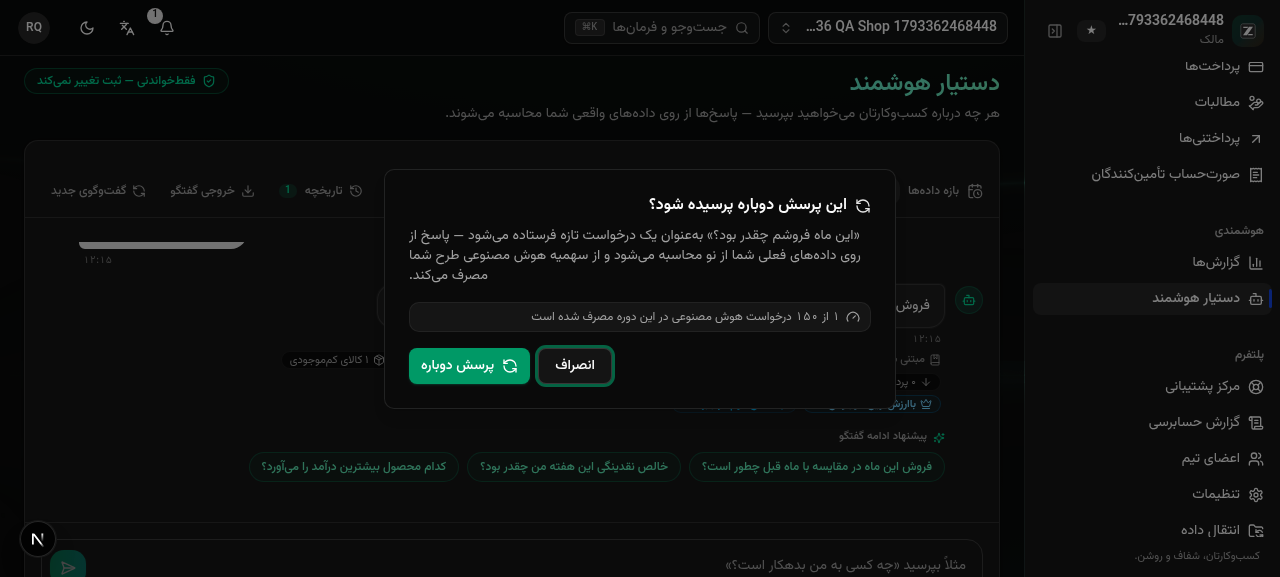 793362468448...
مالک
پرداخت‌ها
مطالبات
پرداختنی‌ها
صورت‌حساب تأمین‌کنندگان
هوشمندی
گزارش‌ها
دستیار هوشمند
پلتفرم
مرکز پشتیبانی
گزارش حسابرسی
اعضای تیم
تنظیمات
انتقال داده
کسب‌وکارتان، شفاف و روشن.
...36 QA Shop 1793362468448
جست‌وجو و فرمان‌ها
⌘K
1
RQ
دستیار هوشمند
فقط‌خواندنی — ثبت تغییر نمی‌کند
هر چه درباره کسب‌وکارتان می‌خواهید بپرسید — پاسخ‌ها از روی داده‌های واقعی شما محاسبه می‌شوند.
بازه داده‌ها
تاریخچه
1
خروجی گفتگو
گفت‌وگوی جدید
۱۲:۱۵
فروش
۱۲:۱۵
مبتنی
۱ کالای کم‌موجودی
این پرسش دوباره پرسیده شود؟
«این ماه فروشم چقدر بود؟» به‌عنوان یک درخواست تازه فرستاده می‌شود — پاسخ از
روی داده‌های فعلی شما از نو محاسبه می‌شود و از سهمیه هوش مصنوعی طرح شما
مصرف می‌کند.
۱ از ۱۵۰ درخواست هوش مصنوعی در این دوره مصرف شده است
انصراف
پرسش دوباره
پیشنهاد ادامه گفتگو
فروش این ماه در مقایسه با ماه قبل چطور است؟
خالص نقدینگی این هفته من چقدر بود؟
کدام محصول بیشترین درآمد را می‌آورد؟
مثلاً بپرسید «چه کسی به من بدهکار است؟»
N